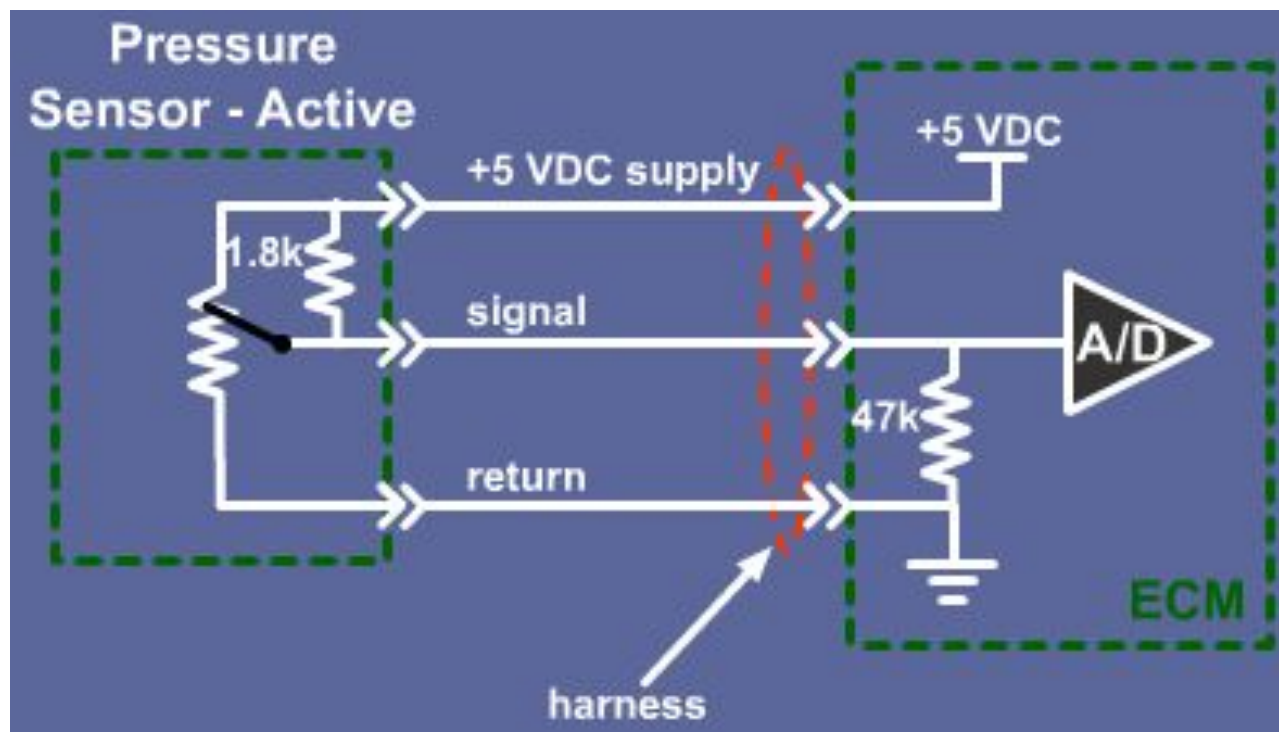 Pressure
Sensor - Active
+5 VDC
+5 VDC supply
1.8k
signal
A/D
47k
return
ECM
harness